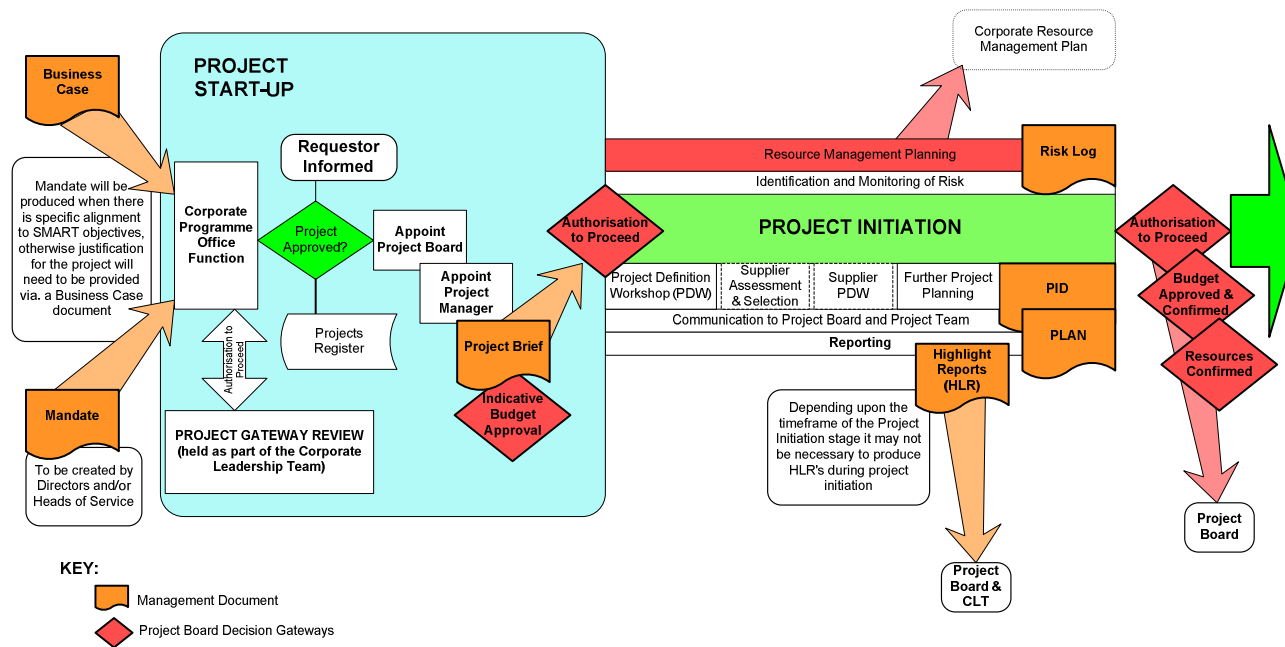 Business
Case
Mandate will be
produced when there
is specific alignment
to SMART objectives,
otherwise justification
for the project will
need to be provided
via. a Business Case
document
Mandate
To be created by
Directors and/or
Heads of Service
PROJECT
START-UP
Requestor
Informed
Corporate
Programme
Office
Function
Project
Approved?
Appoint
Project Board
Appoint
Project
Manager
Projects
Register
Authorisation to
Proceed
PROJECT GATEWAY REVIEW
(held as part of the Corporate
Leadership Team)
Project Brief
Indicative
Budget
Approval
Authorisation
to Proceed
Corporate Resource
Management Plan
Resource Management Planning
Risk Log
Identification and Monitoring of Risk
PROJECT INITIATION
Project Definition
Workshop (PDW)
Supplier
Assessment
& Selection
Supplier
PDW
Further Project
Planning
PID
Communication to Project Board and Project Team
PLAN
Reporting
Highlight
Reports
(HLR)
Depending upon the
timeframe of the Project
Initiation stage it may not
be necessary to produce
HLR's during project
initiation
Project
Board &
CLT
Authorisation
to Proceed
Budget
Approved &
Confirmed
Resources
Confirmed
Project
Board
KEY:
Management Document
Project Board Decision Gateways